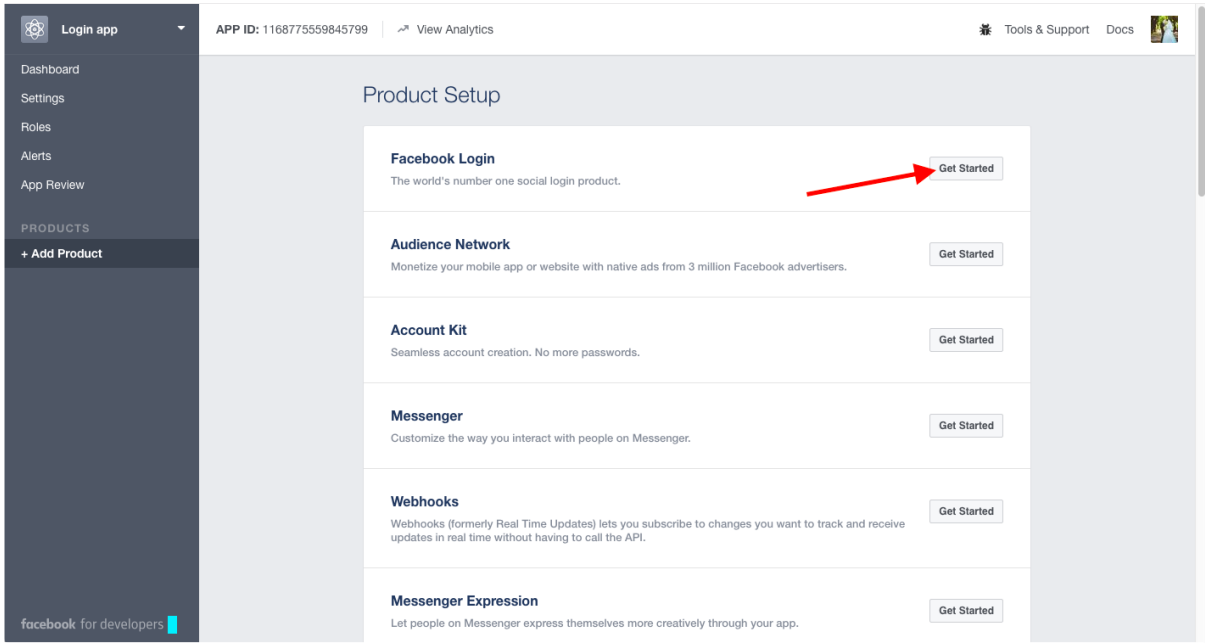 Login app
APP ID: 1168775559845799
View Analytics
Tools & Support
Docs
Dashboard
Settings
Roles
Alerts
App Review
PRODUCTS
+ Add Product
facebook for developers
Product Setup
Facebook Login
The world's number one social login product.
Get Started
Audience Network
Monetize your mobile app or website with native ads from 3 million Facebook advertisers.
Get Started
Account Kit
Seamless account creation. No more passwords.
Get Started
Messenger
Customize the way you interact with people on Messenger.
Get Started
Webhooks
Webhooks (formerly Real Time Updates) lets you subscribe to changes you want to track and receive
updates in real time without having to call the API.
Get Started
Messenger Expression
Let people on Messenger express themselves more creatively through your app.
Get Started